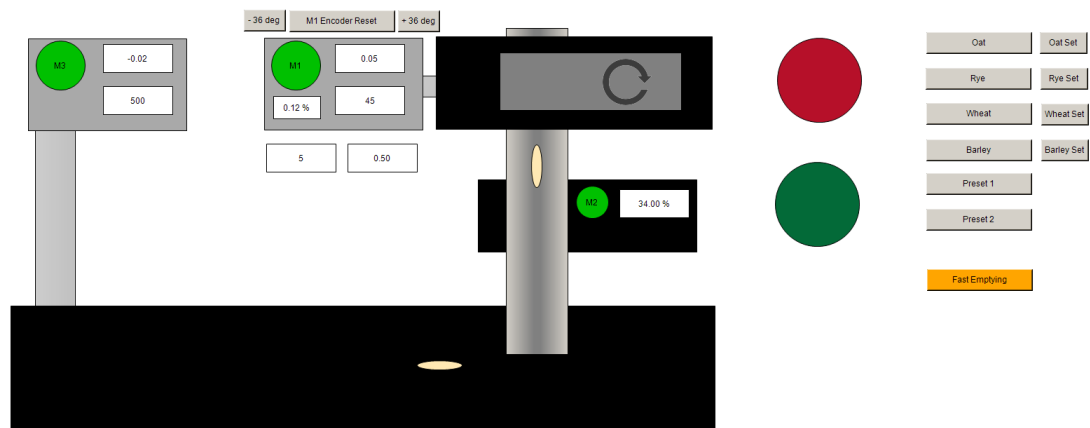 - 36 deg M1 Encoder Reset + 36 deg
M3 -0.02 M1 0.05 Oat Oat Set
500 0.12 % 45 Rye Rye Set
Wheat Wheat Set
5 0.50 Barley Barley Set
Preset 1
M2 34.00 % Preset 2
Fast Emptying